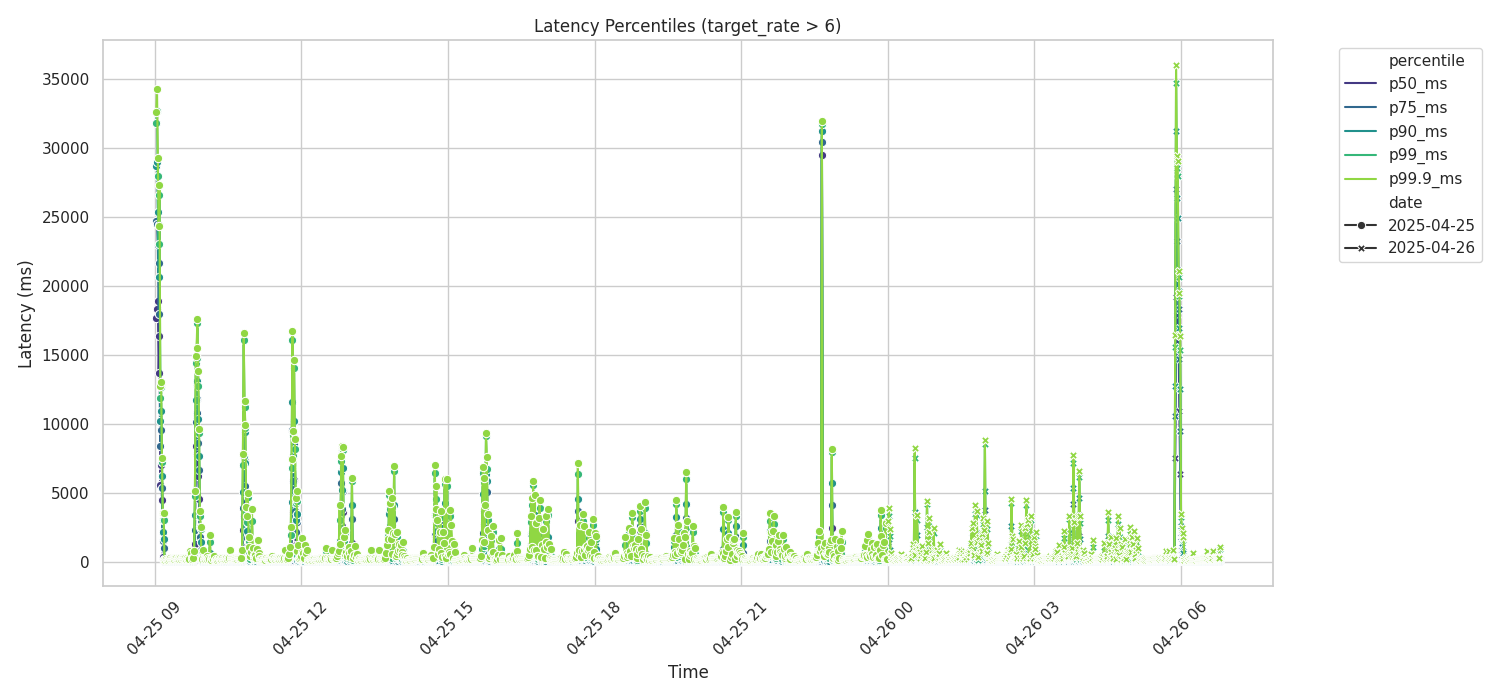 Latency Percentiles (target_rate > 6)
35000
30000
25000
20000
15000
10000
5000
0
Latency (ms)
04-25 09
04-25 12
04-25 15
04-25 18
04-25 21
04-26 00
04-26 03
04-26 06
Time
percentile
p50_ms
p75_ms
p90_ms
p99_ms
p99.9_ms
date
2025-04-25
2025-04-26